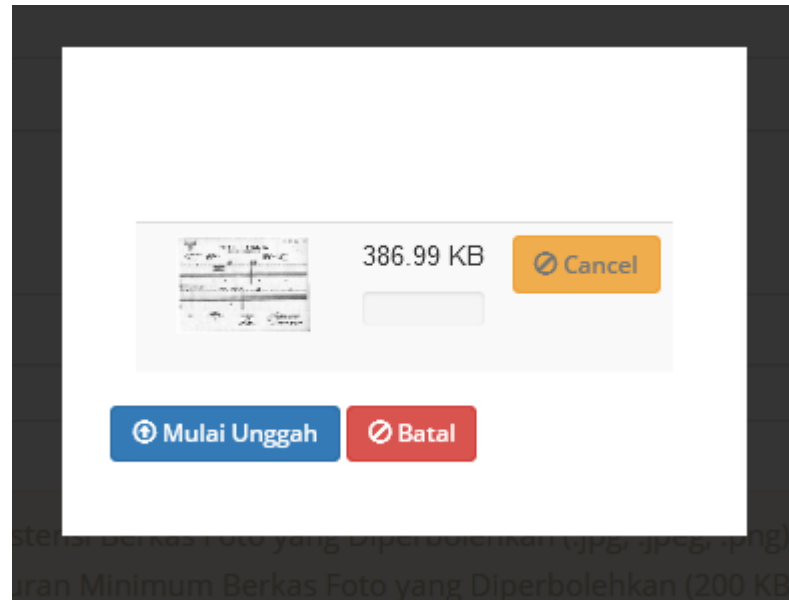 386.99 KB
Cancel
Mulai Unggah
Batal
Berkas Foto yang Diperbolehkan (.jpg, .jpeg, .png)
uran Minimum Berkas Foto yang Diperbolehkan (200 KB